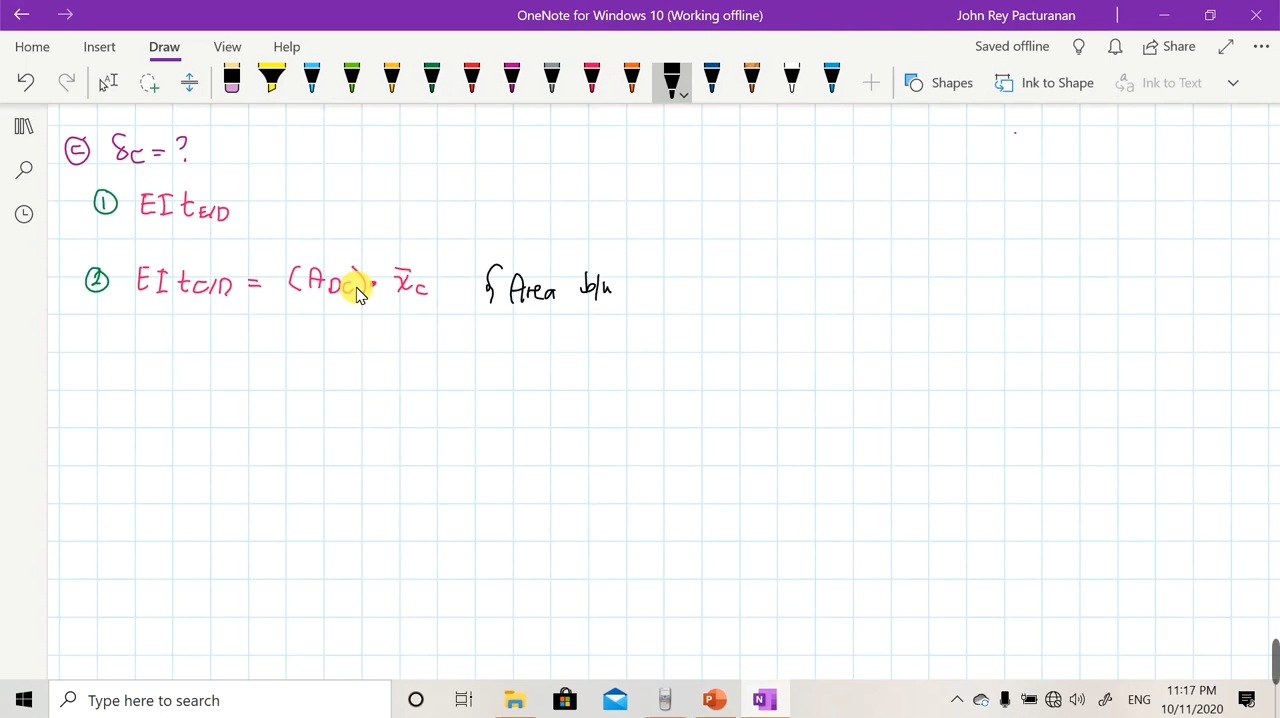 OneNote for Windows 10 (Working offline)
John Rey Pacturanan
Home Insert Draw View Help
Saved offline
Share
Shapes
Ink to Shape
Ink to Text
c δC = ?
1 EI tE/D
2 EI tC/D = (ADC) · x̄C { Area b/w
Type here to search
ENG
11:17 PM
10/11/2020